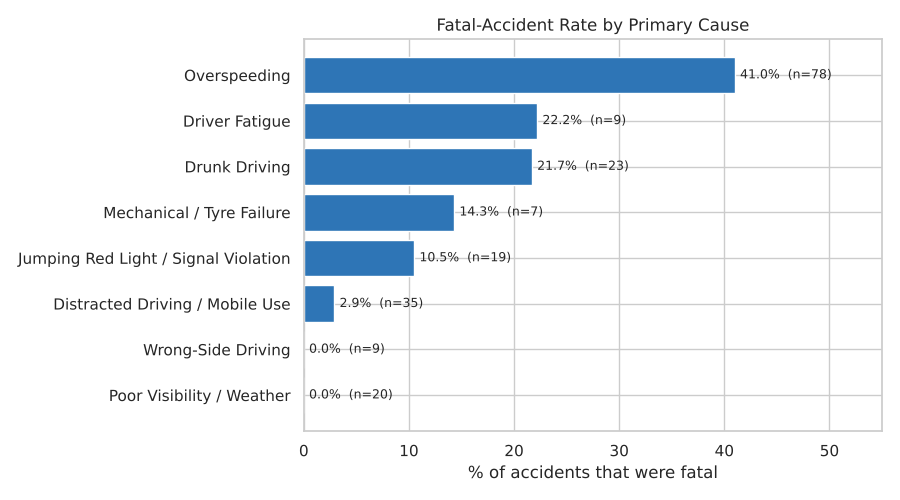 Fatal-Accident Rate by Primary Cause
Overspeeding 41.0% (n=78)
Driver Fatigue 22.2% (n=9)
Drunk Driving 21.7% (n=23)
Mechanical / Tyre Failure 14.3% (n=7)
Jumping Red Light / Signal Violation 10.5% (n=19)
Distracted Driving / Mobile Use 2.9% (n=35)
Wrong-Side Driving 0.0% (n=9)
Poor Visibility / Weather 0.0% (n=20)
0 10 20 30 40 50
% of accidents that were fatal